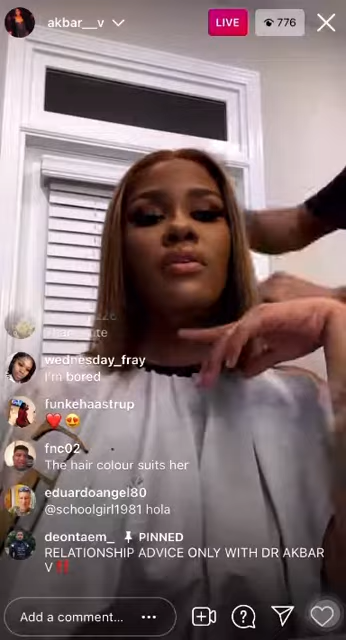 akbar__v
LIVE
776
wednesday_fray
I'm bored
funkehaastrup
❤️😍
fnc02
The hair colour suits her
eduardoangel80
@schoolgirl1981 hola
deontaem_ PINNED
RELATIONSHIP ADVICE ONLY WITH DR AKBAR
V‼️
Add a comment...